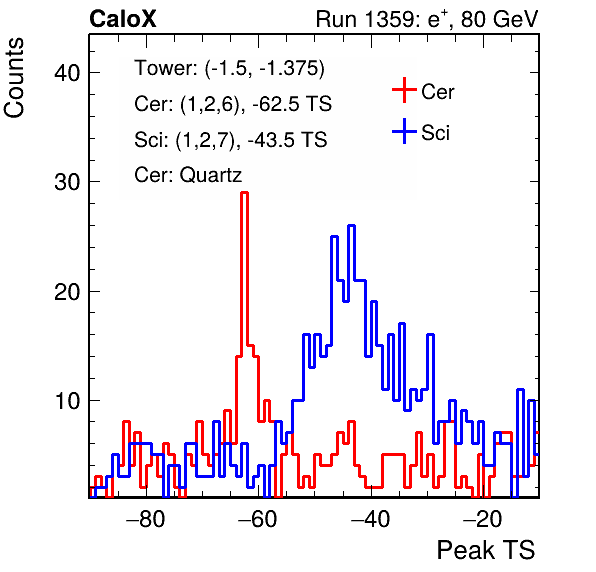 CaloX Run 1359: e⁺, 80 GeV
Counts
Tower: (-1.5, -1.375)
Cer: (1,2,6), -62.5 TS
Sci: (1,2,7), -43.5 TS
Cer: Quartz
Cer
Sci
40
30
20
10
−80 −60 −40 −20
Peak TS